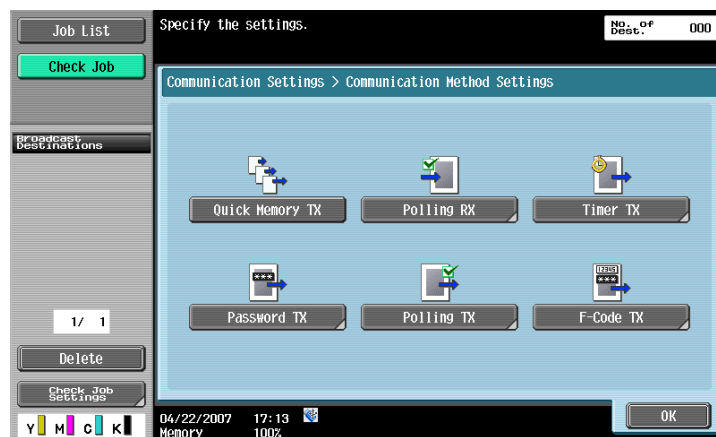 Job List
Check Job
Broadcast
Destinations
1/ 1
Delete
Check Job
Settings
Y M C K
Specify the settings.
No. of
Dest.
000
Communication Settings > Communication Method Settings
Quick Memory TX
Polling RX
Timer TX
***
12345
***
Password TX
Polling TX
F-Code TX
OK
04/22/2007 17:13
Memory 100%